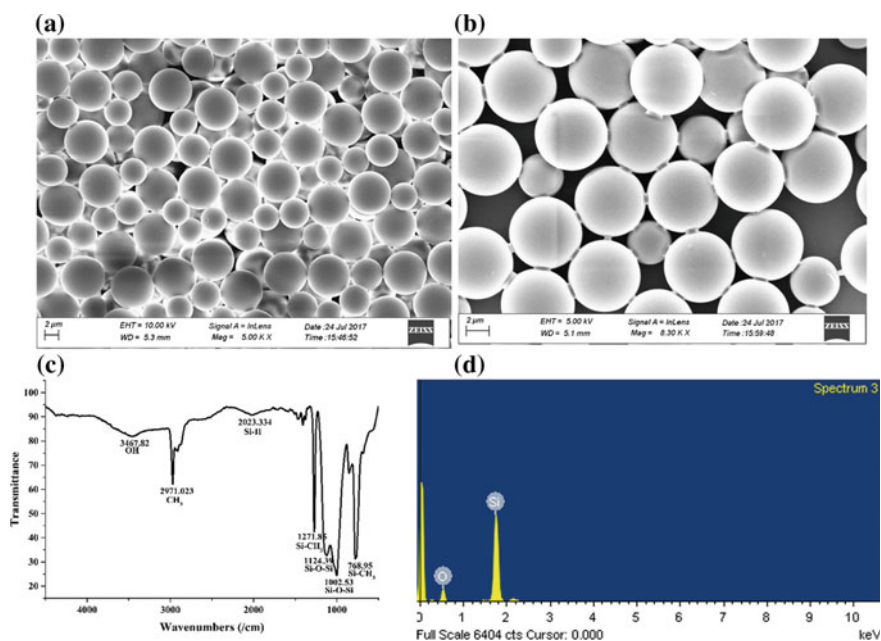 (a)
(b)
2 µm
EHT = 10.00 kV
Signal A = InLens
Date :24 Jul 2017
WD = 5.3 mm
Mag = 5.00 K X
Time :15:46:52
ZEISS
2 µm
EHT = 5.00 kV
Signal A = InLens
Date :24 Jul 2017
WD = 5.1 mm
Mag = 8.30 K X
Time :15:59:48
ZEISS
(c)
(d)
Transmittance
100
90
80
70
60
50
40
30
20
3467.82
OH
2971.023
CH3
2023.334
Si-H
1271.85
Si-CH3
1124.39
Si-O-Si
1002.53
Si-O-Si
768.95
Si-CH3
4000
3000
2000
1000
Wavenumbers (/cm)
Spectrum 3
Si
O
0 1 2 3 4 5 6 7 8 9 10
Full Scale 6404 cts Cursor: 0.000
keV